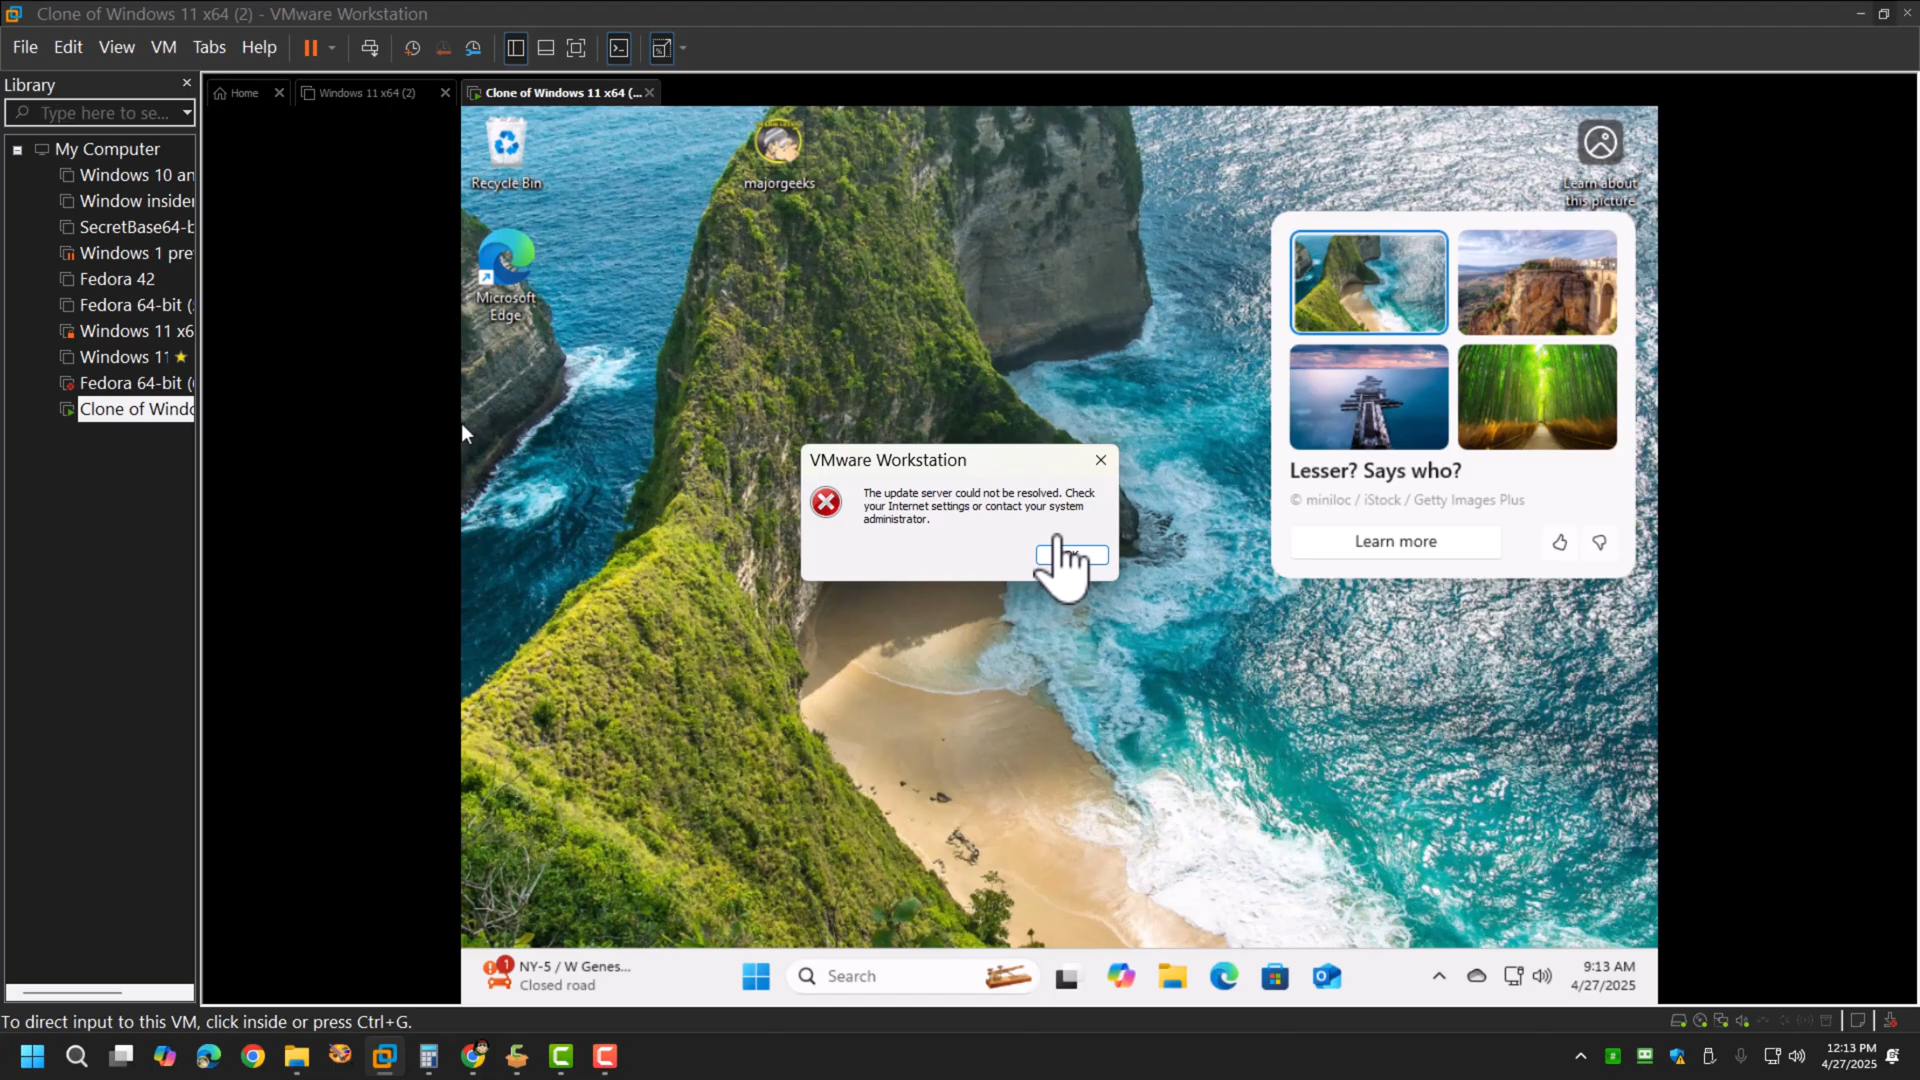 Clone of Windows 11 x64 (2) - VMware Workstation
File Edit View VM Tabs Help
Library
Type here to se...
My Computer
Windows 10 an
Window insider
SecretBase64-b
Windows 1 pre
Fedora 42
Fedora 64-bit (
Windows 11 x6
Windows 11
Fedora 64-bit (
Clone of Windo
Home
Windows 11 x64 (2)
Clone of Windows 11 x64 (...
Recycle Bin
majorgeeks
Learn about
this picture
Microsoft
Edge
VMware Workstation
The update server could not be resolved. Check
your Internet settings or contact your system
administrator.
Lesser? Says who?
© miniloc / iStock / Getty Images Plus
Learn more
1
NY-5 / W Genes...
Closed road
Search
9:13 AM
4/27/2025
To direct input to this VM, click inside or press Ctrl+G.
12:13 PM
4/27/2025